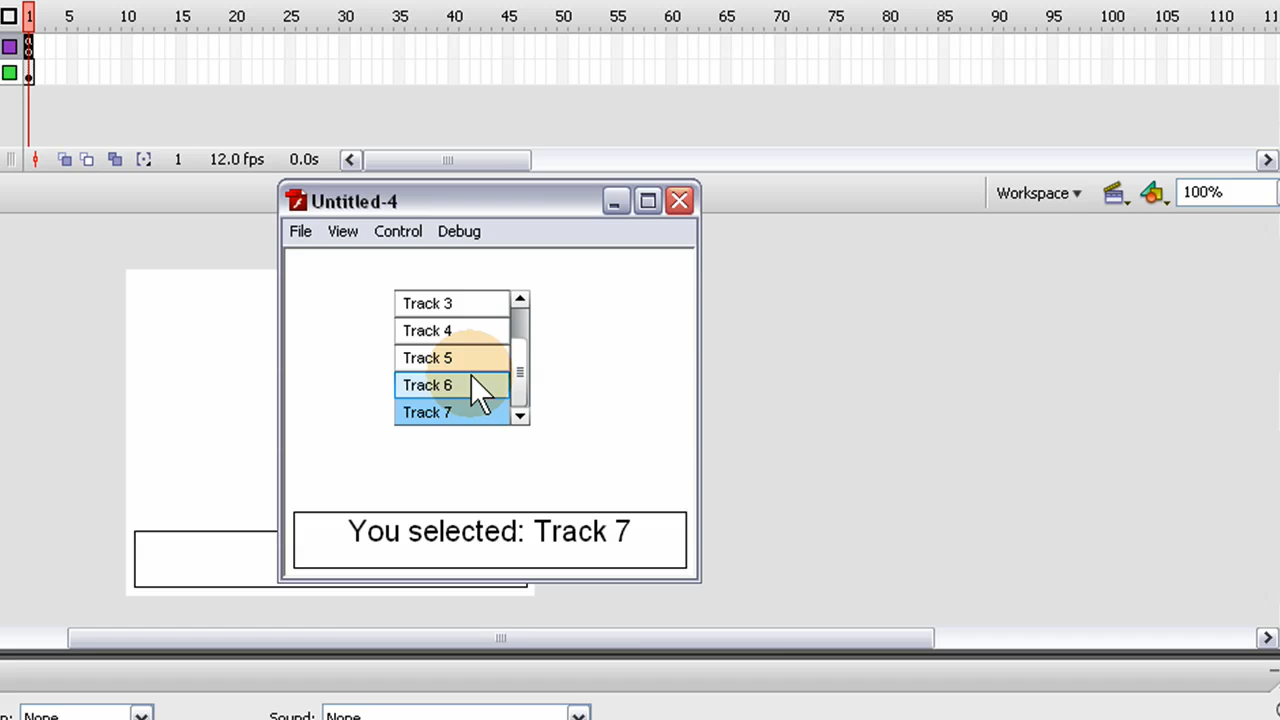 1 5 10 15 20 25 30 35 40 45 50 55 60 65 70 75 80 85 90 95 100 105 110 11
1 12.0 fps 0.0s
Workspace 100%
Untitled-4
File View Control Debug
Track 3
Track 4
Track 5
Track 6
Track 7
You selected: Track 7
None Sound: None